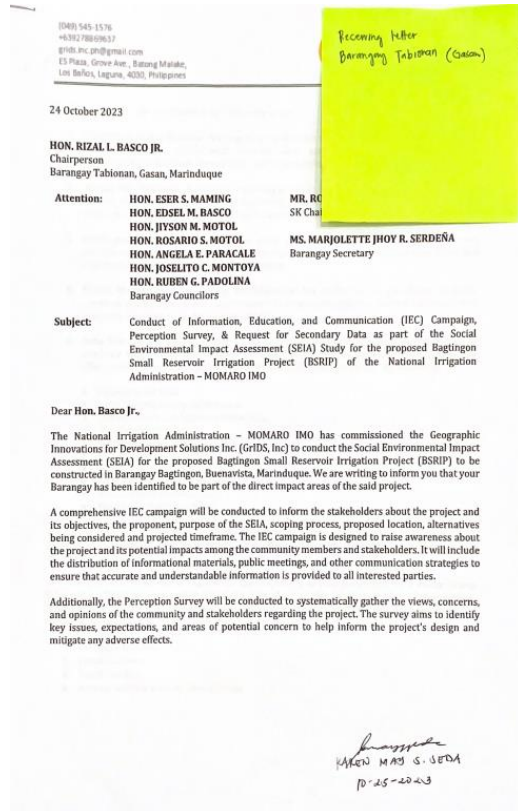 (049) 545-1576
+639278869637
grids.inc.ph@gmail.com
ES Plaza, Grove Ave., Batong Malake,
Los Baños, Laguna, 4030, Philippines
Receiving letter
Barangay Tabionan (Gasan)
24 October 2023
HON. RIZAL L. BASCO JR.
Chairperson
Barangay Tabionan, Gasan, Marinduque
Attention: HON. ESER S. MAMING MR. RO
HON. EDSEL M. BASCO SK Chai
HON. JIYSON M. MOTOL
HON. ROSARIO S. MOTOL MS. MARJOLETTE JHOY R. SERDEÑA
HON. ANGELA E. PARACALE Barangay Secretary
HON. JOSELITO C. MONTOYA
HON. RUBEN G. PADOLINA
Barangay Councilors
Subject: Conduct of Information, Education, and Communication (IEC) Campaign,
Perception Survey, & Request for Secondary Data as part of the Social
Environmental Impact Assessment (SEIA) Study for the proposed Bagtingon
Small Reservoir Irrigation Project (BSRIP) of the National Irrigation
Administration – MOMARO IMO
Dear Hon. Basco Jr.,
The National Irrigation Administration – MOMARO IMO has commissioned the Geographic
Innovations for Development Solutions Inc. (GrIDS, Inc) to conduct the Social Environmental Impact
Assessment (SEIA) for the proposed Bagtingon Small Reservoir Irrigation Project (BSRIP) to be
constructed in Barangay Bagtingon, Buenavista, Marinduque. We are writing to inform you that your
Barangay has been identified to be part of the direct impact areas of the said project.
A comprehensive IEC campaign will be conducted to inform the stakeholders about the project and
its objectives, the proponent, purpose of the SEIA, scoping process, proposed location, alternatives
being considered and projected timeframe. The IEC campaign is designed to raise awareness about
the project and its potential impacts among the community members and stakeholders. It will include
the distribution of informational materials, public meetings, and other communication strategies to
ensure that accurate and understandable information is provided to all interested parties.
Additionally, the Perception Survey will be conducted to systematically gather the views, concerns,
and opinions of the community and stakeholders regarding the project. The survey aims to identify
key issues, expectations, and areas of potential concern to help inform the project's design and
mitigate any adverse effects.
KAREN MAY S. SEDA
10-25-2023